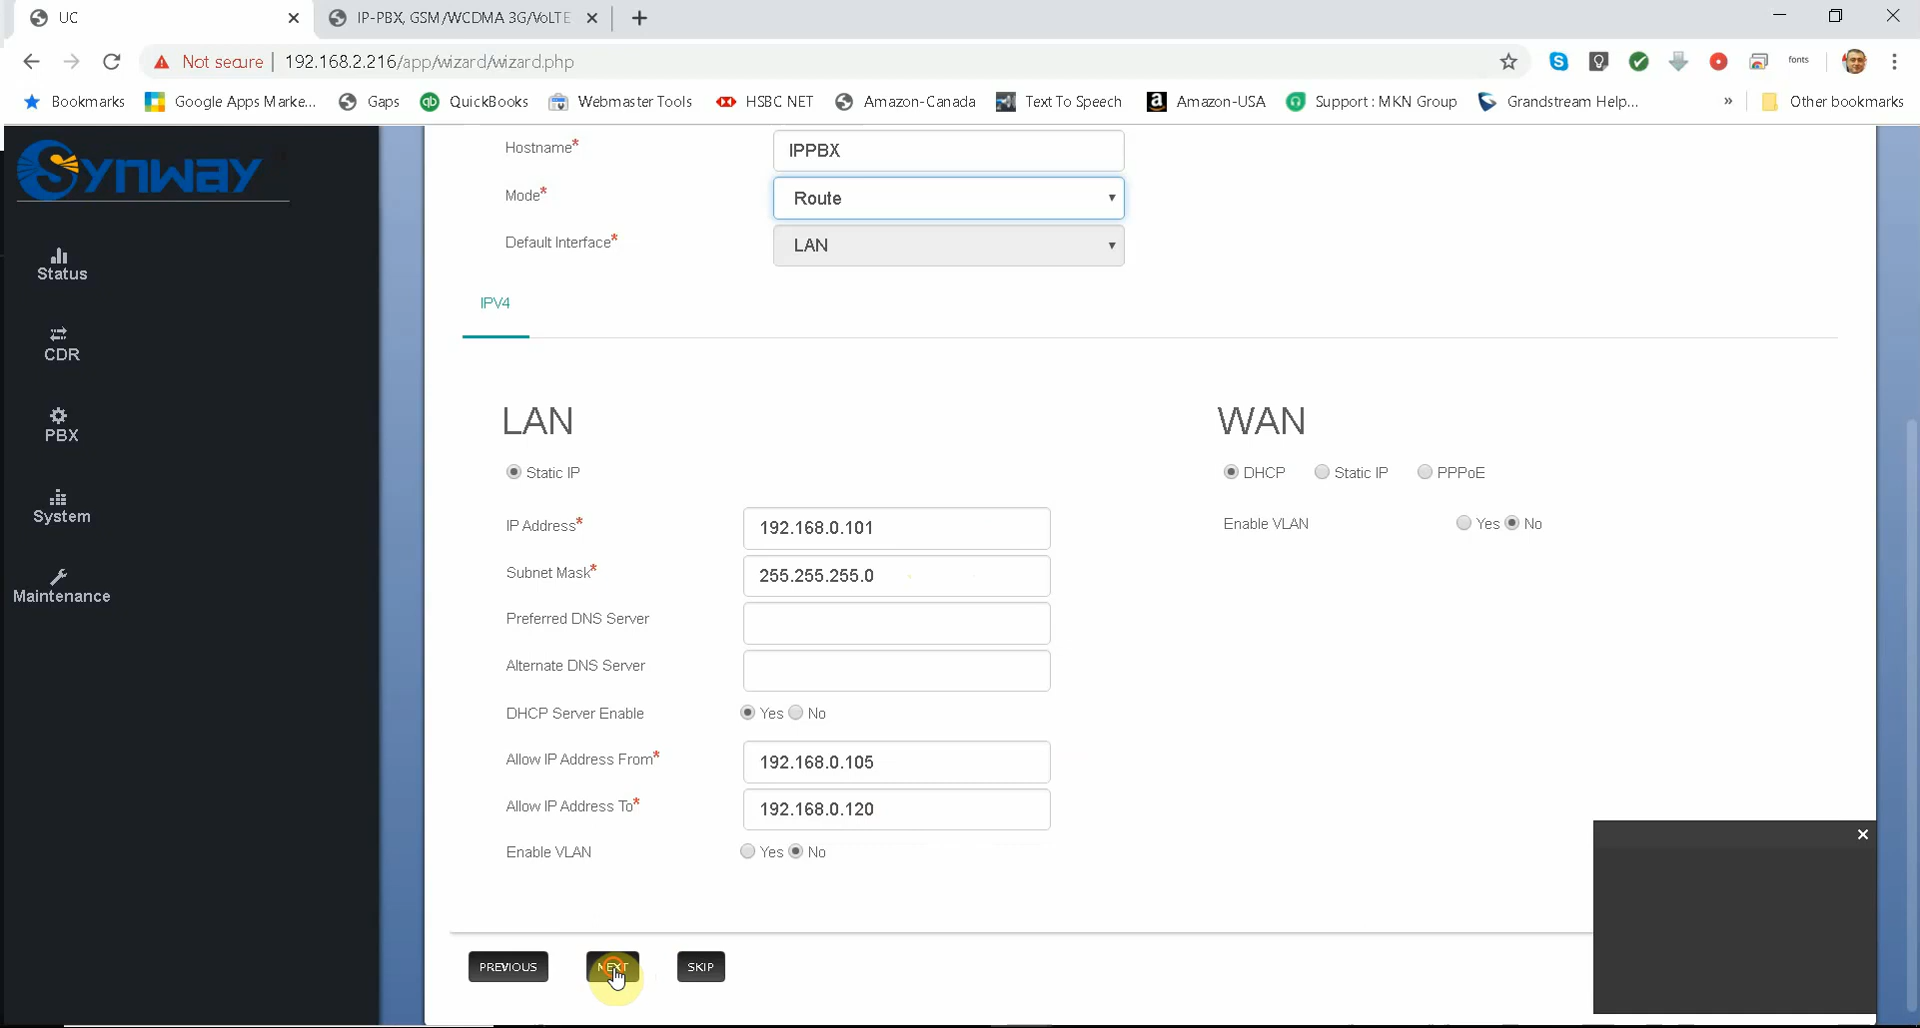 UC
IP-PBX, GSM/WCDMA 3G/VoLTE
Not secure
192.168.2.216/app/wizard/wizard.php
fonts
Bookmarks
Google Apps Marke...
Gaps
QuickBooks
Webmaster Tools
HSBC NET
Amazon-Canada
Text To Speech
Amazon-USA
Support : MKN Group
Grandstream Help...
»
Other bookmarks
SYNWAY
Hostname*
IPPBX
Mode*
Route
Default Interface*
LAN
Status
CDR
PBX
System
Maintenance
IPV4
LAN
Static IP
IP Address*
192.168.0.101
Subnet Mask*
255.255.255.0
Preferred DNS Server
Alternate DNS Server
DHCP Server Enable
Yes No
Allow IP Address From*
192.168.0.105
Allow IP Address To*
192.168.0.120
Enable VLAN
Yes No
WAN
DHCP Static IP PPPoE
Enable VLAN
Yes No
PREVIOUS
NEXT
SKIP